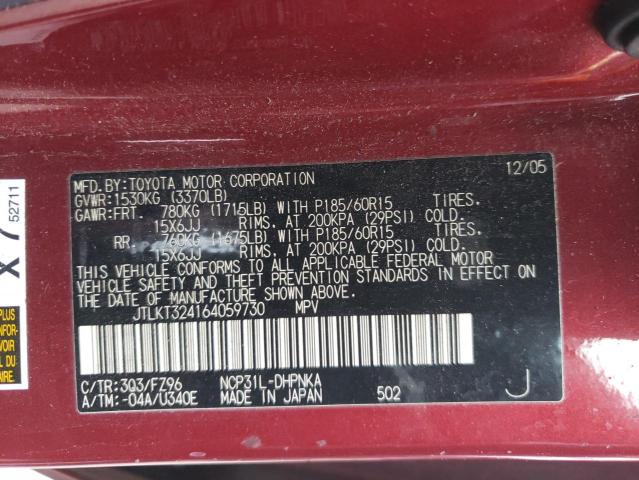 MFD.BY:TOYOTA MOTOR CORPORATION 12/05
GVWR:1530KG (3370LB)
GAWR:FRT. 780KG (1715LB) WITH P185/60R15 TIRES.
15X6JJ RIMS. AT 200KPA (29PSI) COLD.
RR. 760KG (1675LB) WITH P185/60R15 TIRES.
15X6JJ RIMS. AT 200KPA (29PSI) COLD.
THIS VEHICLE CONFORMS TO ALL APPLICABLE FEDERAL MOTOR
VEHICLE SAFETY AND THEFT PREVENTION STANDARDS IN EFFECT ON
THE DATE OF MANUFACTURE SHOWN ABOVE.
JTLKT324164059730 MPV
C/TR:3Q3/FZ96 NCP31L-DHPNKA
A/TM:-04A/U340E MADE IN JAPAN 502 J
X 7
52711